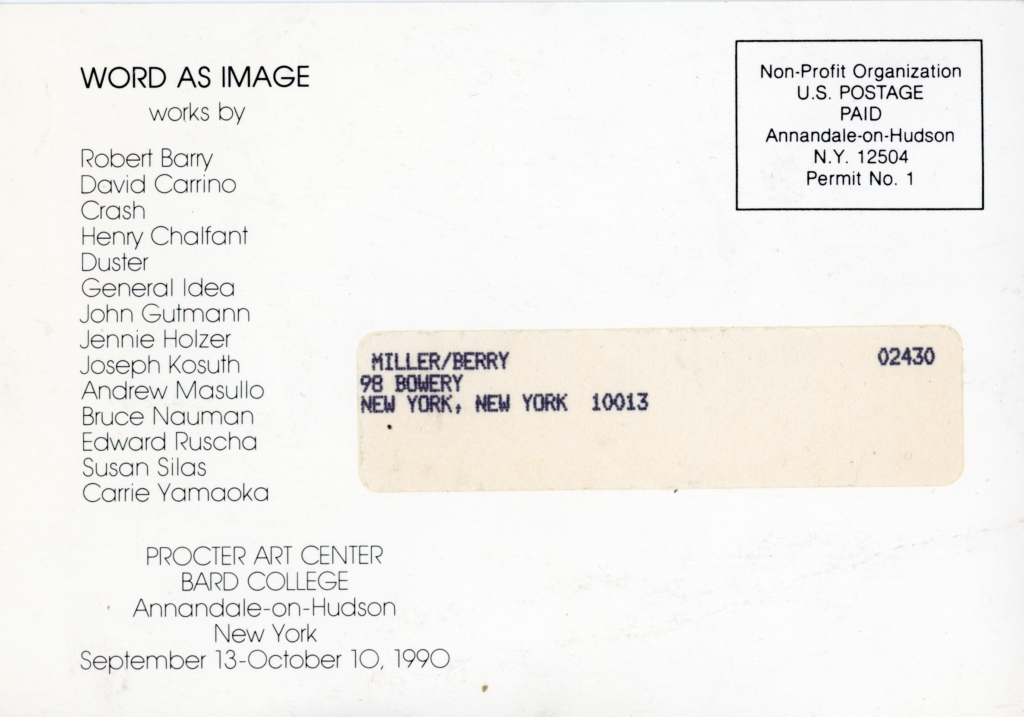 WORD AS IMAGE
works by
Robert Barry
David Carrino
Crash
Henry Chalfant
Duster
General Idea
John Gutmann
Jennie Holzer
Joseph Kosuth
Andrew Masullo
Bruce Nauman
Edward Ruscha
Susan Silas
Carrie Yamaoka
PROCTER ART CENTER
BARD COLLEGE
Annandale-on-Hudson
New York
September 13-October 10, 1990
Non-Profit Organization
U.S. POSTAGE
PAID
Annandale-on-Hudson
N.Y. 12504
Permit No. 1
MILLER/BERRY 02430
98 BOWERY
NEW YORK, NEW YORK 10013